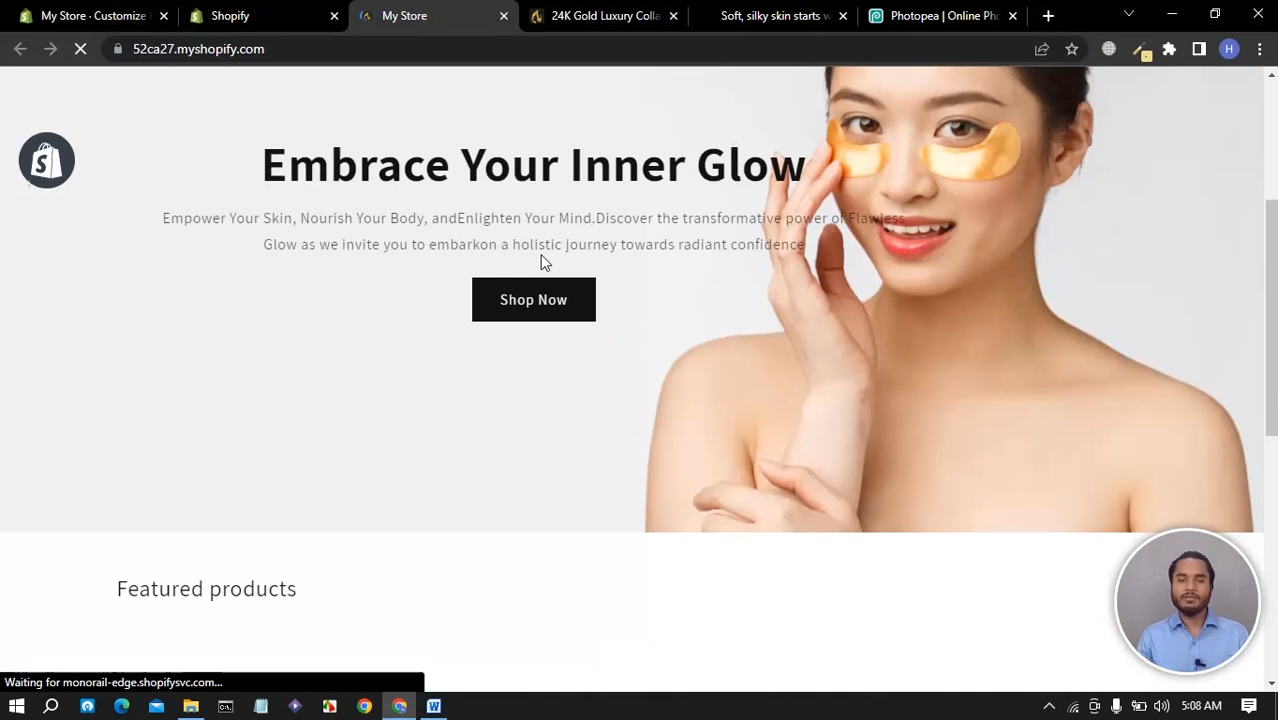 My Store · Customize
Shopify
My Store
24K Gold Luxury Colla
Soft, silky skin starts w
Photopea | Online Pho
52ca27.myshopify.com
H
Embrace Your Inner Glow
Empower Your Skin, Nourish Your Body, andEnlighten Your Mind.Discover the transformative power of Flawless
Glow as we invite you to embarkon a holistic journey towards radiant confidence
Shop Now
Featured products
Waiting for monorail-edge.shopifysvc.com...
5:08 AM